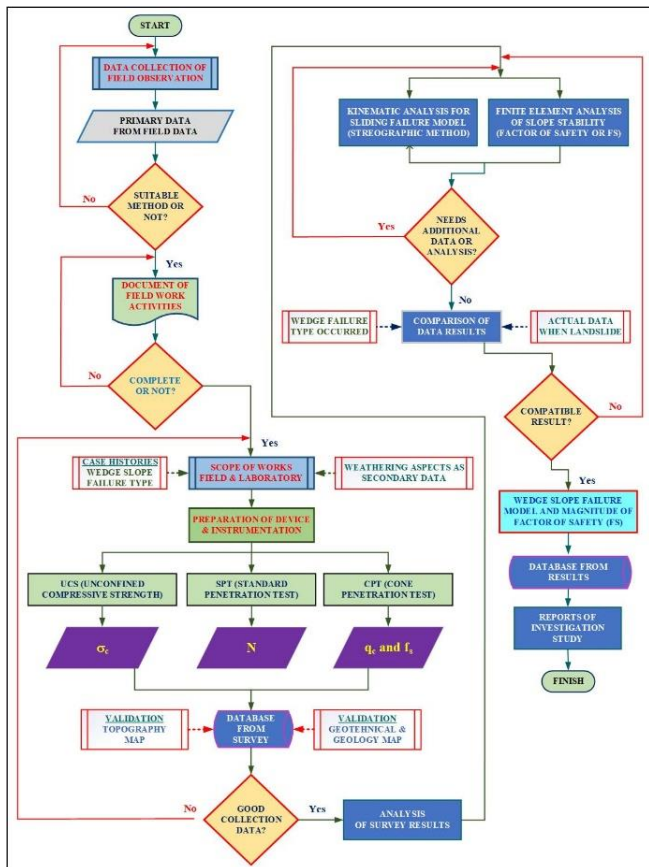 START
DATA COLLECTION OF
FIELD OBSERVATION
PRIMARY DATA
FROM FIELD DATA
No
SUITABLE
METHOD OR
NOT?
Yes
DOCUMENT OF
FIELD WORK
ACTIVITIES
No
COMPLETE
OR NOT?
Yes
CASE HISTORIES
WEDGE SLOPE
FAILURE TYPE
SCOPE OF WORKS
FIELD & LABORATORY
WEATHERING ASPECTS AS
SECONDARY DATA
PREPARATION OF DEVICE
& INSTRUMENTATION
UCS (UNCONFINED
COMPRESSIVE STRENGTH)
SPT (STANDARD
PENETRATION TEST)
CPT (CONE
PENETRATION TEST)
σc
N
qc and fs
VALIDATION
TOPOGRAPHY
MAP
DATABASE
FROM
SURVEY
VALIDATION
GEOTEHNICAL &
GEOLOGY MAP
No
GOOD
COLLECTION
DATA?
Yes
ANALYSIS
OF SURVEY RESULTS
KINEMATIC ANALYSIS FOR
SLIDING FAILURE MODEL
(STREOGRAPHIC METHOD)
FINITE ELEMENT ANALYSIS
OF SLOPE STABILITY
(FACTOR OF SAFETY OR FS)
Yes
NEEDS
ADDITIONAL
DATA OR
ANALYSIS?
No
WEDGE FAILURE
TYPE OCCURRED
COMPARISON OF
DATA RESULTS
ACTUAL DATA
WHEN LANDSLIDE
COMPATIBLE
RESULT?
No
Yes
WEDGE SLOPE FAILURE
MODEL AND MAGNITUDE OF
FACTOR OF SAFETY (FS)
DATABASE FROM
RESULTS
REPORTS OF
INVESTIGATION
STUDY
FINISH